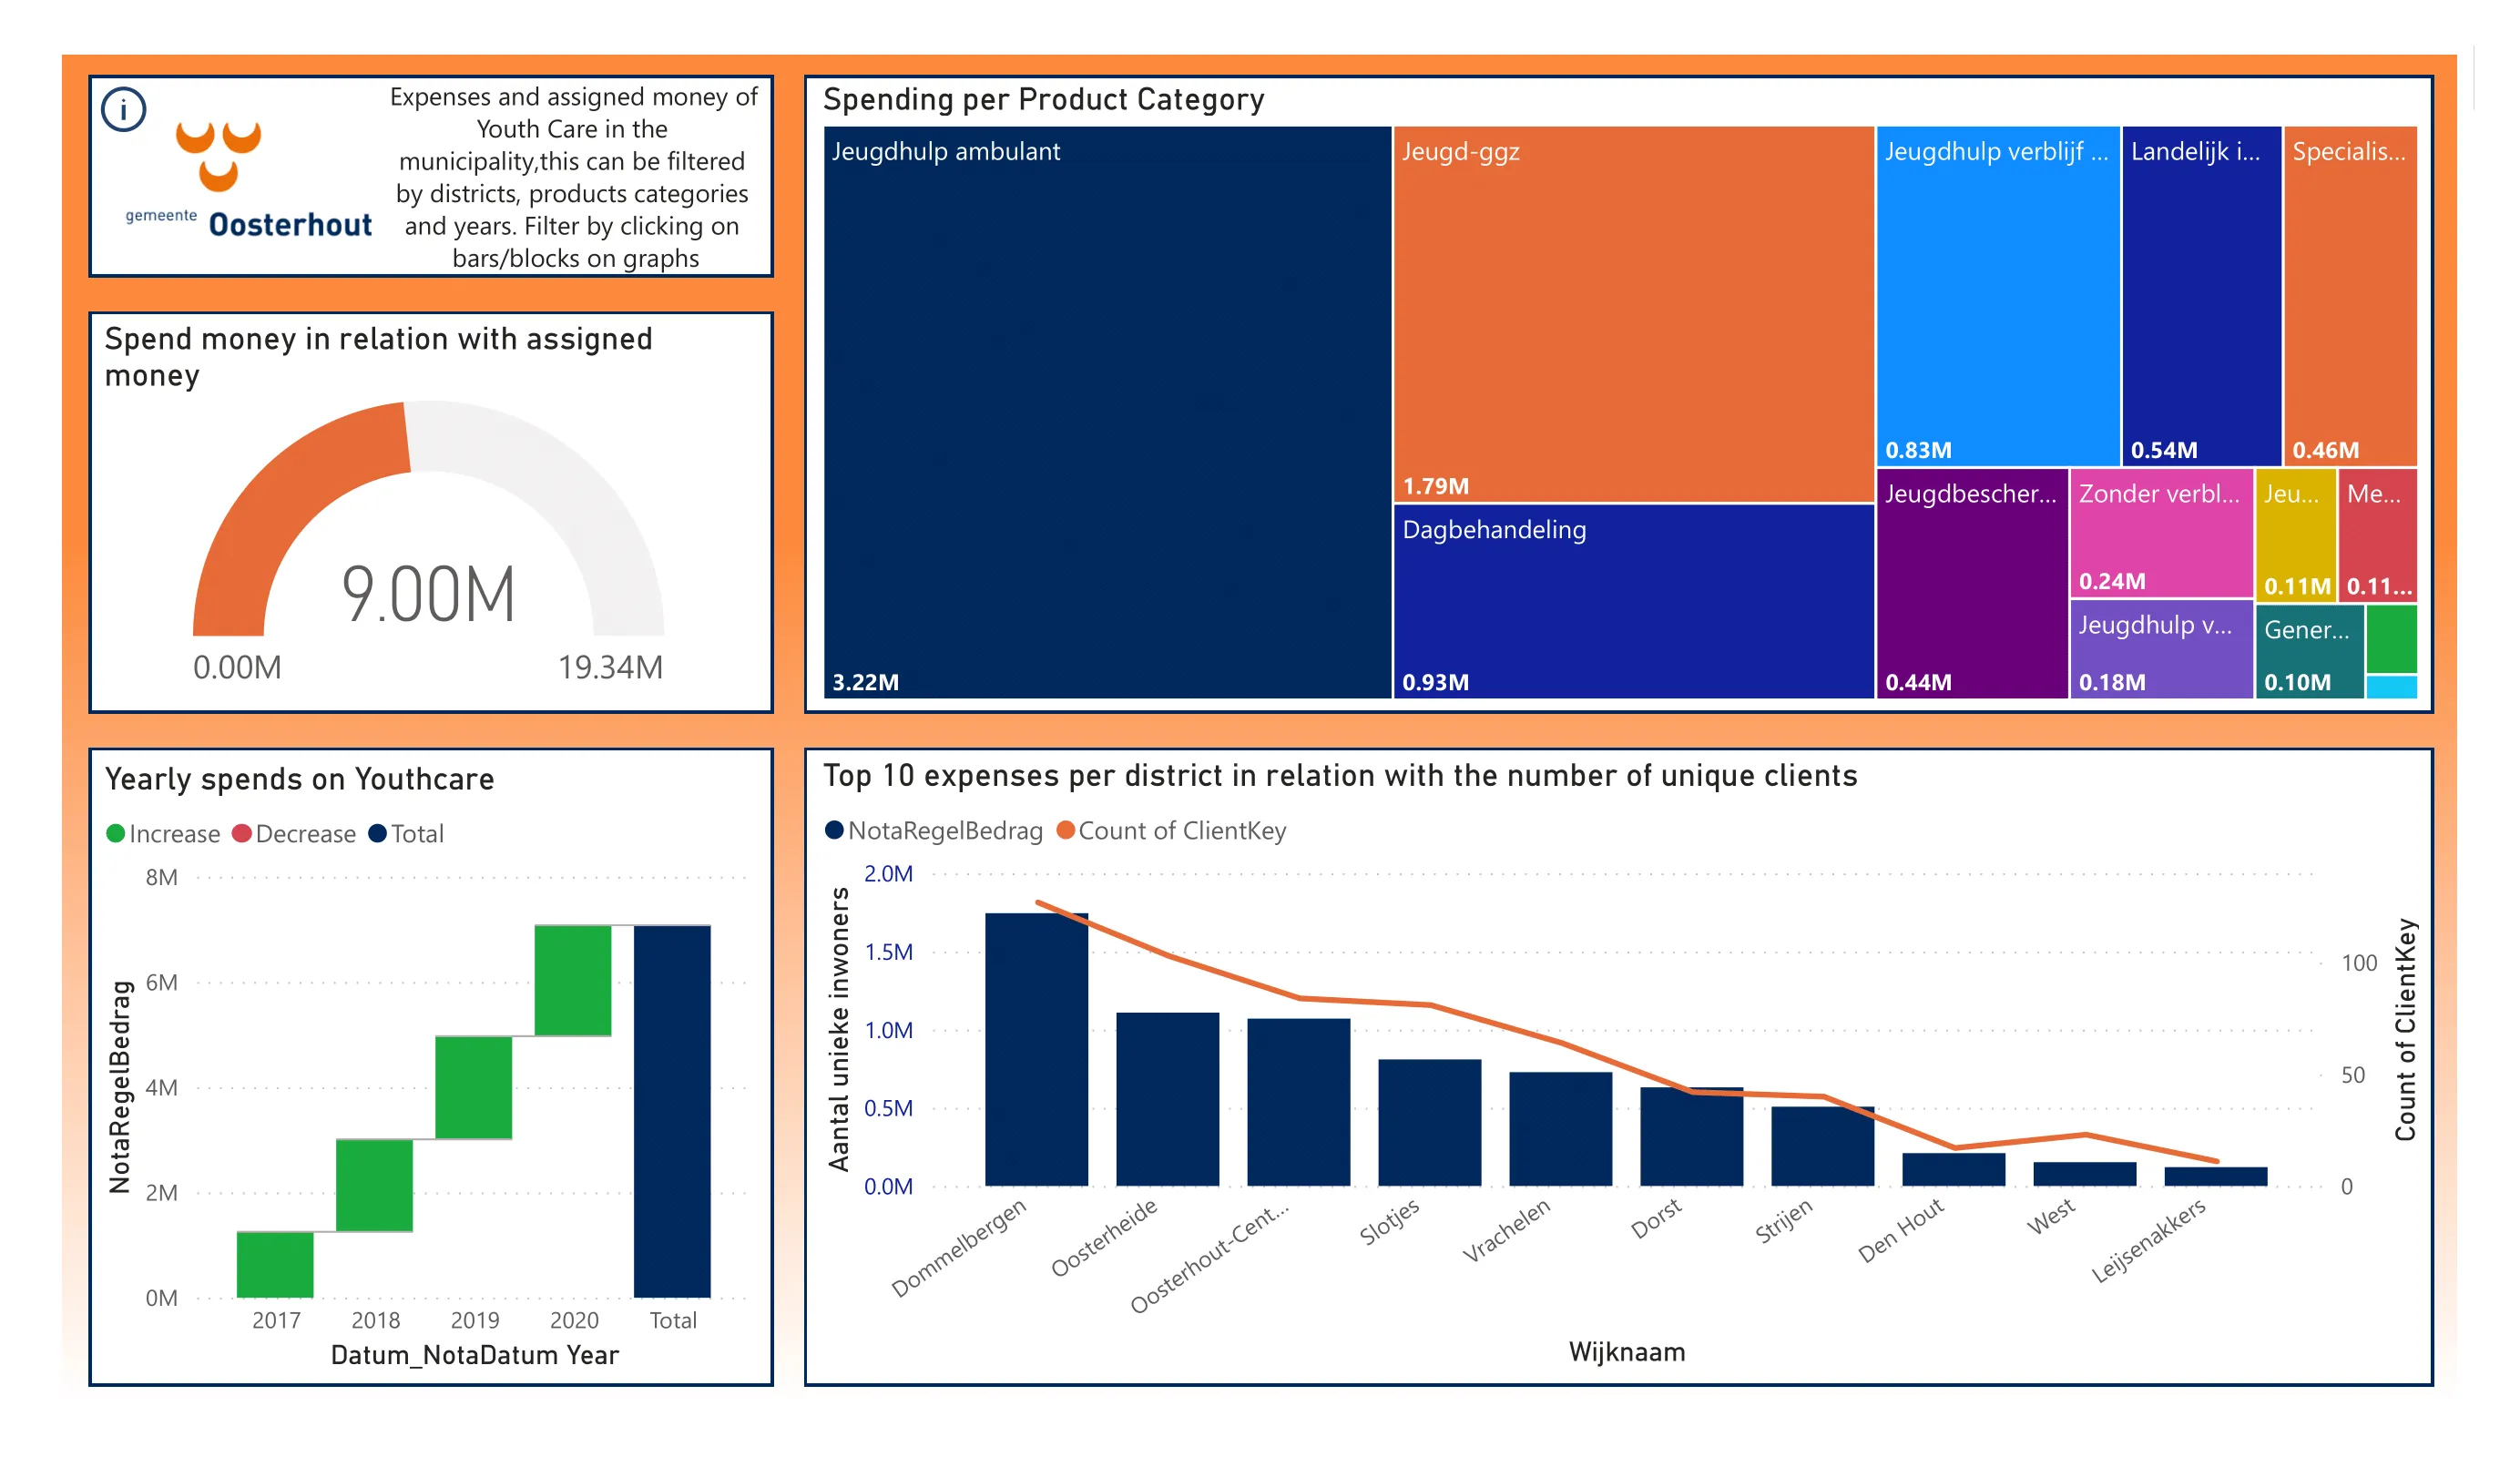 i
gemeente Oosterhout
Expenses and assigned money of
Youth Care in the
municipality,this can be filtered
by districts, products categories
and years. Filter by clicking on
bars/blocks on graphs
Spend money in relation with assigned
money
9.00M
0.00M 19.34M
Spending per Product Category
Jeugdhulp ambulant
3.22M
Jeugd-ggz
1.79M
Dagbehandeling
0.93M
Jeugdhulp verblijf ...
0.83M
Landelijk i...
0.54M
Specialis...
0.46M
Jeugdbescher...
0.44M
Zonder verbl...
0.24M
Jeugdhulp v...
0.18M
Jeu...
0.11M
Me...
0.11...
Gener...
0.10M
Yearly spends on Youthcare
Increase Decrease Total
NotaRegelBedrag
8M
6M
4M
2M
0M
2017 2018 2019 2020 Total
Datum_NotaDatum Year
Top 10 expenses per district in relation with the number of unique clients
NotaRegelBedrag Count of ClientKey
Aantal unieke inwoners
2.0M
1.5M
1.0M
0.5M
0.0M
100
50
0
Count of ClientKey
Dommelbergen
Oosterheide
Oosterhout-Cent...
Slotjes
Vrachelen
Dorst
Strijen
Den Hout
West
Leijsenakkers
Wijknaam